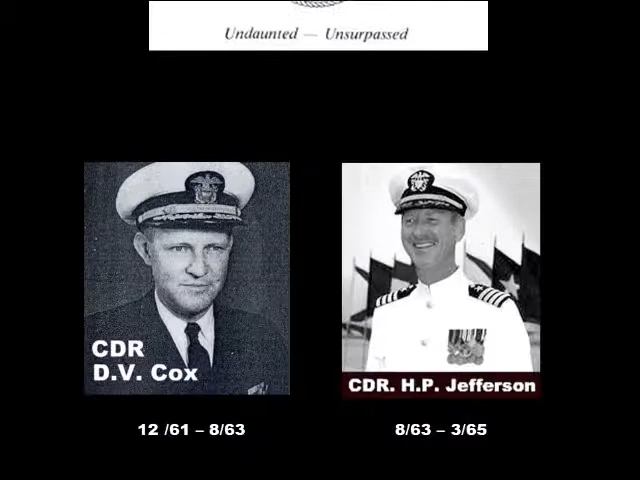 Undaunted — Unsurpassed
CDR
D.V. Cox
CDR. H.P. Jefferson
12 /61 – 8/63
8/63 – 3/65